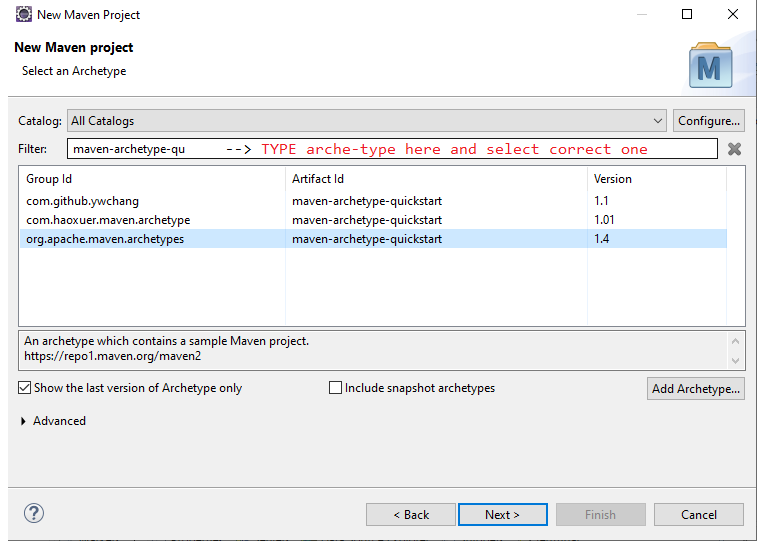 New Maven Project
New Maven project
Select an Archetype
M
Catalog: All Catalogs Configure...
Filter: maven-archetype-qu --> TYPE arche-type here and select correct one
Group Id Artifact Id Version
com.github.ywchang maven-archetype-quickstart 1.1
com.haoxuer.maven.archetype maven-archetype-quickstart 1.01
org.apache.maven.archetypes maven-archetype-quickstart 1.4
An archetype which contains a sample Maven project.
https://repo1.maven.org/maven2
Show the last version of Archetype only Include snapshot archetypes Add Archetype...
Advanced
? < Back Next > Finish Cancel